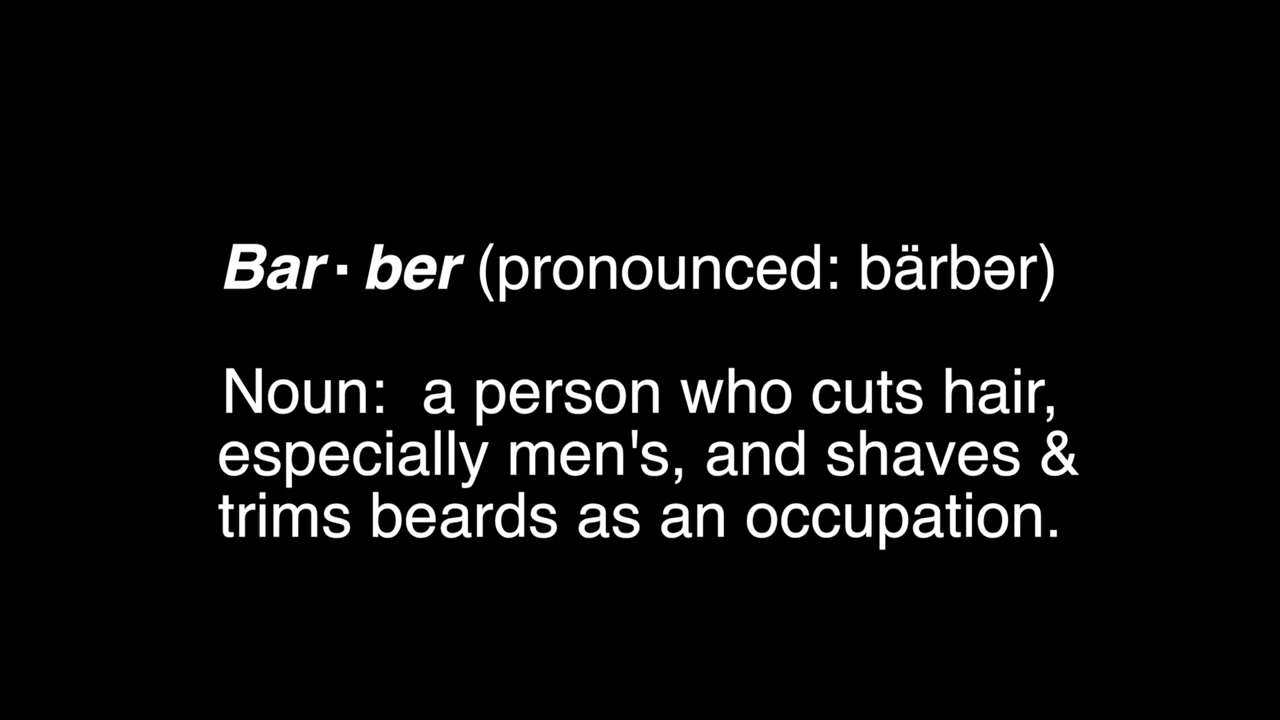 Bar · ber (pronounced: bärbər)
Noun:  a person who cuts hair,
especially men's, and shaves &
trims beards as an occupation.